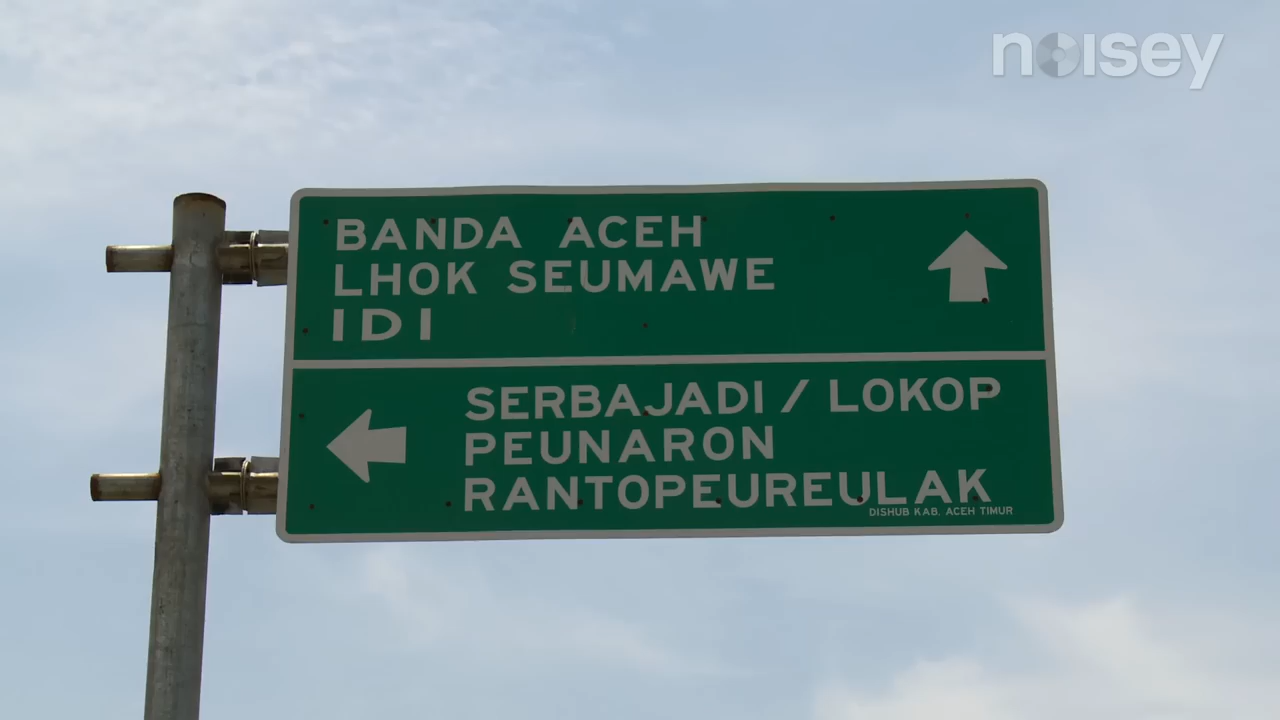 noisey
BANDA ACEH
LHOK SEUMAWE
IDI
SERBAJADI / LOKOP
PEUNARON
RANTOPEUREULAK
DISHUB KAB. ACEH TIMUR